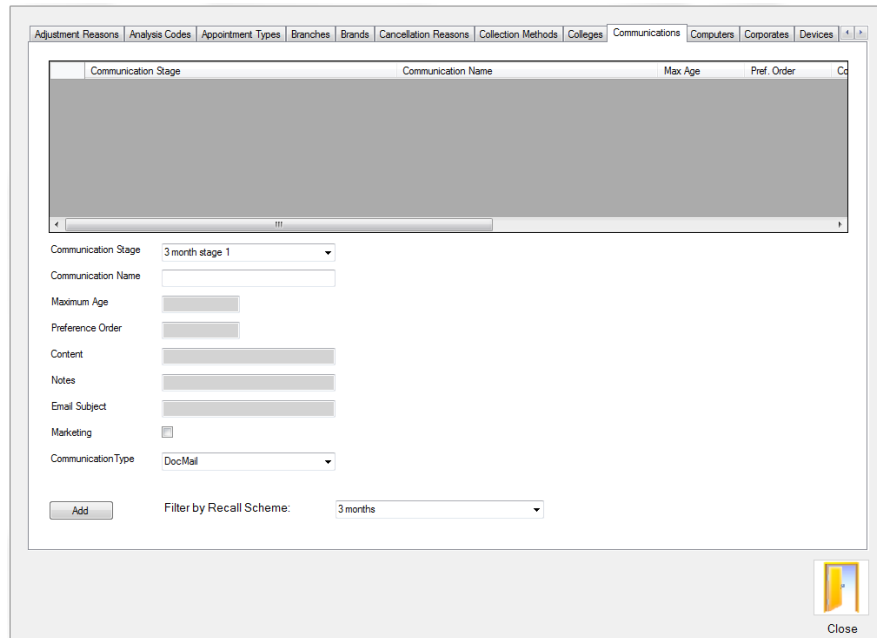 Adjustment Reasons Analysis Codes Appointment Types Branches Brands Cancellation Reasons Collection Methods Colleges Communications Computers Corporates Devices
Communication Stage Communication Name Max Age Pref. Order Co
Communication Stage 3 month stage 1
Communication Name
Maximum Age
Preference Order
Content
Notes
Email Subject
Marketing
CommunicationType DocMail
Add Filter by Recall Scheme: 3 months
Close